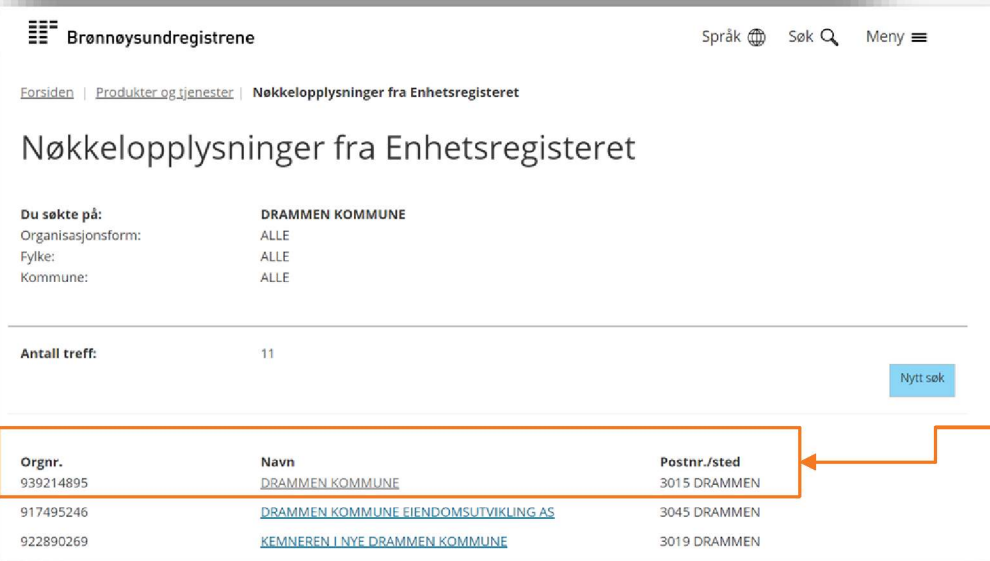 Brønnøysundregistrene Språk Søk Meny
Forsiden | Produkter og tjenester | Nøkkelopplysninger fra Enhetsregisteret
Nøkkelopplysninger fra Enhetsregisteret
Du søkte på: DRAMMEN KOMMUNE
Organisasjonsform: ALLE
Fylke: ALLE
Kommune: ALLE
Antall treff: 11
Nytt søk
Orgnr. Navn Postnr./sted
939214895 DRAMMEN KOMMUNE 3015 DRAMMEN
917495246 DRAMMEN KOMMUNE EIENDOMSUTVIKLING AS 3045 DRAMMEN
922890269 KEMNEREN I NYE DRAMMEN KOMMUNE 3019 DRAMMEN